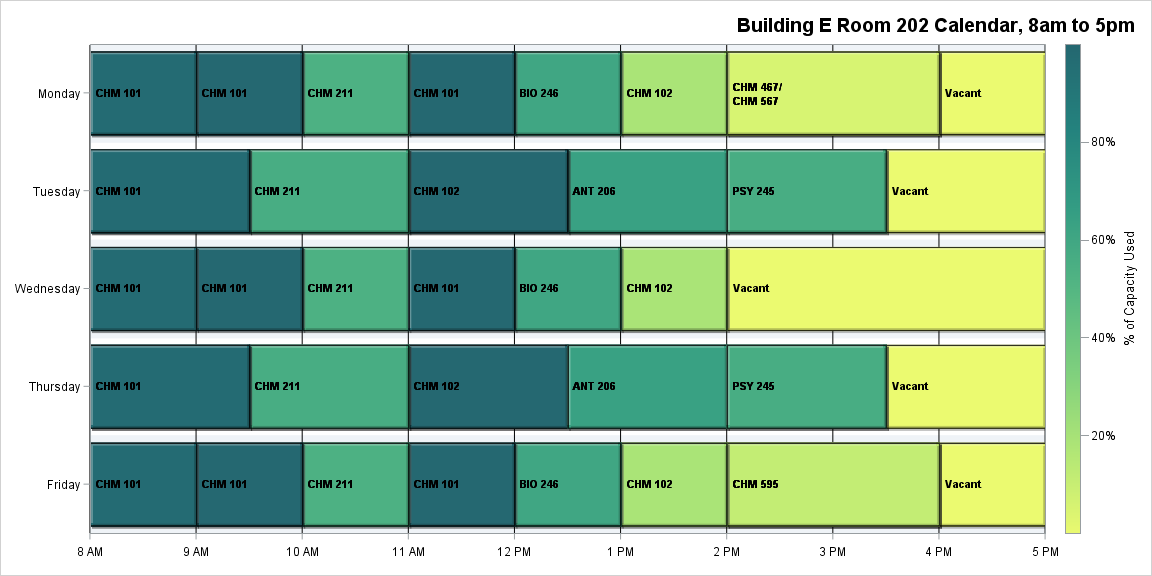 Building E Room 202 Calendar, 8am to 5pm
Monday
CHM 101
CHM 101
CHM 211
CHM 101
BIO 246
CHM 102
CHM 467/
CHM 567
Vacant
Tuesday
CHM 101
CHM 211
CHM 102
ANT 206
PSY 245
Vacant
Wednesday
CHM 101
CHM 101
CHM 211
CHM 101
BIO 246
CHM 102
Vacant
Thursday
CHM 101
CHM 211
CHM 102
ANT 206
PSY 245
Vacant
Friday
CHM 101
CHM 101
CHM 211
CHM 101
BIO 246
CHM 102
CHM 595
Vacant
8 AM
9 AM
10 AM
11 AM
12 PM
1 PM
2 PM
3 PM
4 PM
5 PM
80%
60%
40%
20%
% of Capacity Used